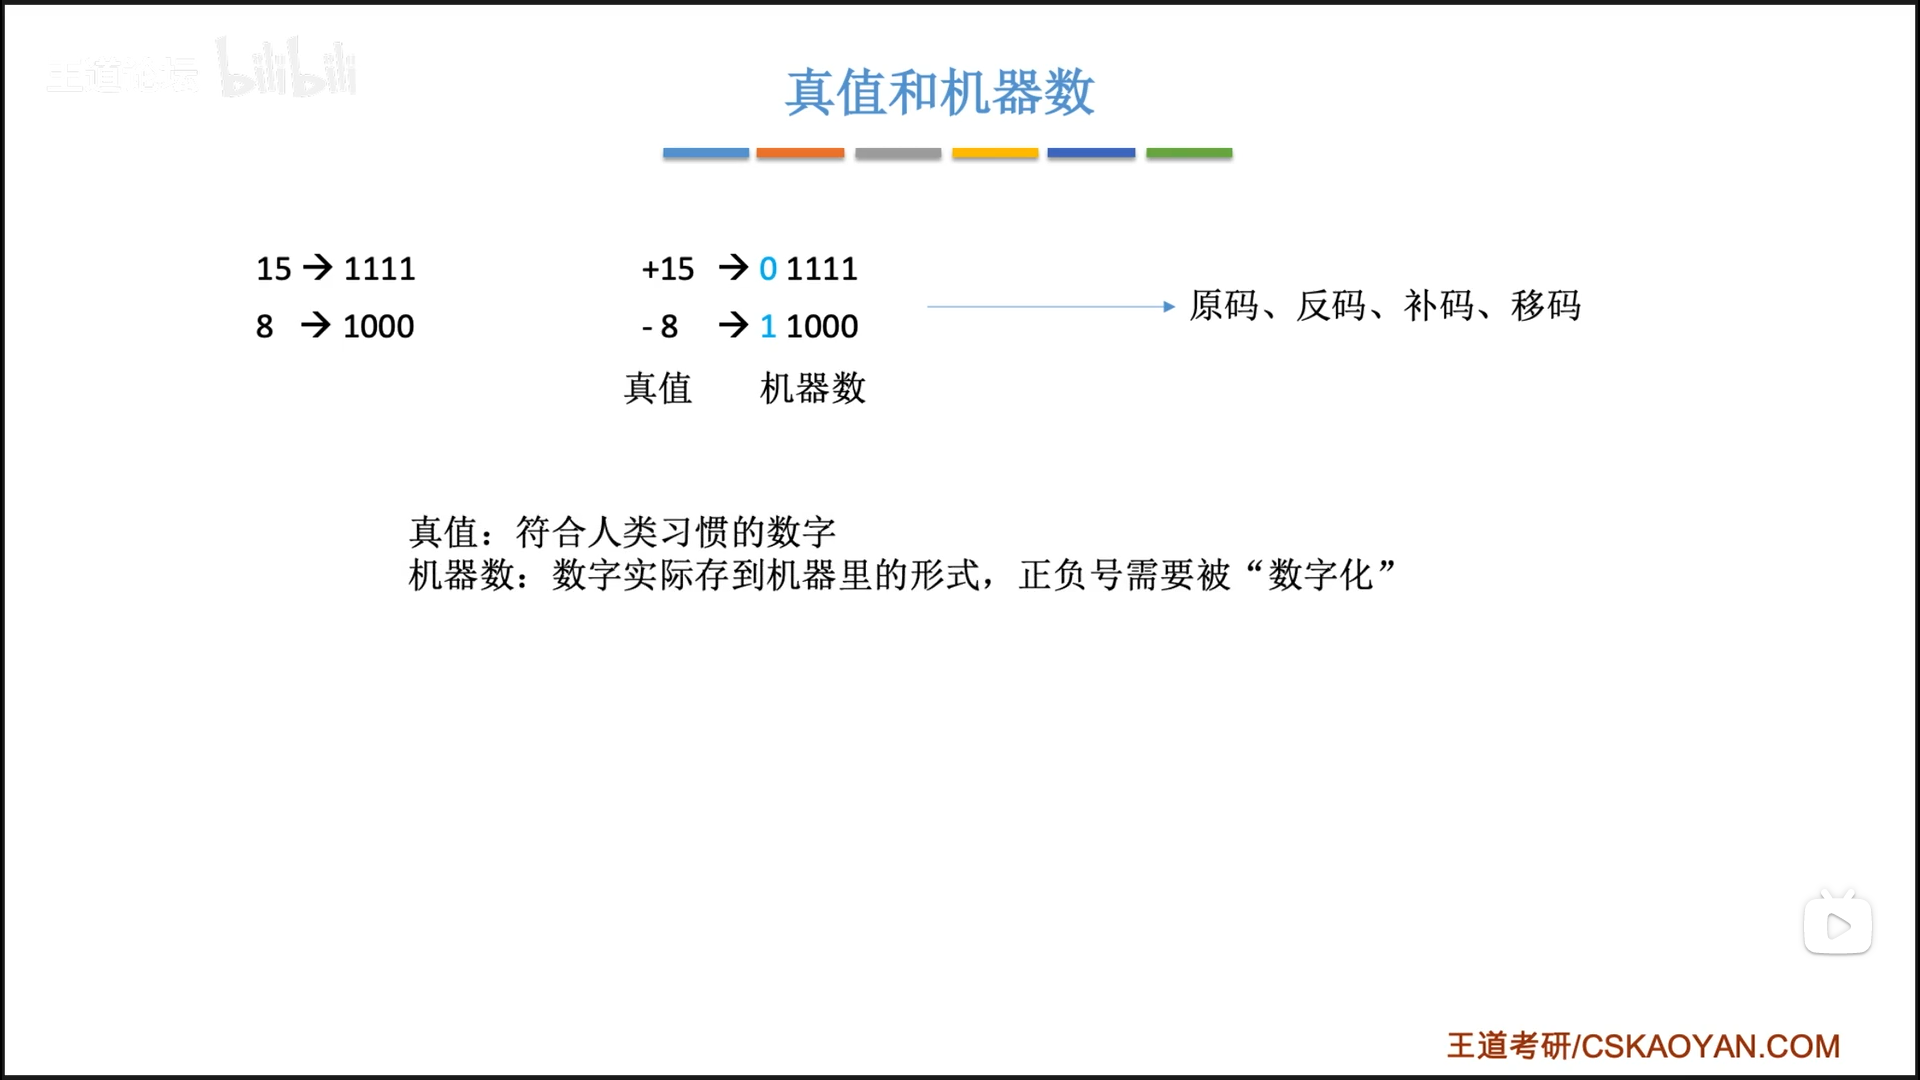 王道论坛 bilibili
真值和机器数
15 → 1111
8 → 1000
+15 → 0 1111
- 8 → 1 1000
真值 机器数
原码、反码、补码、移码
真值：符合人类习惯的数字
机器数：数字实际存到机器里的形式，正负号需要被“数字化”
王道考研/CSKAOYAN.COM